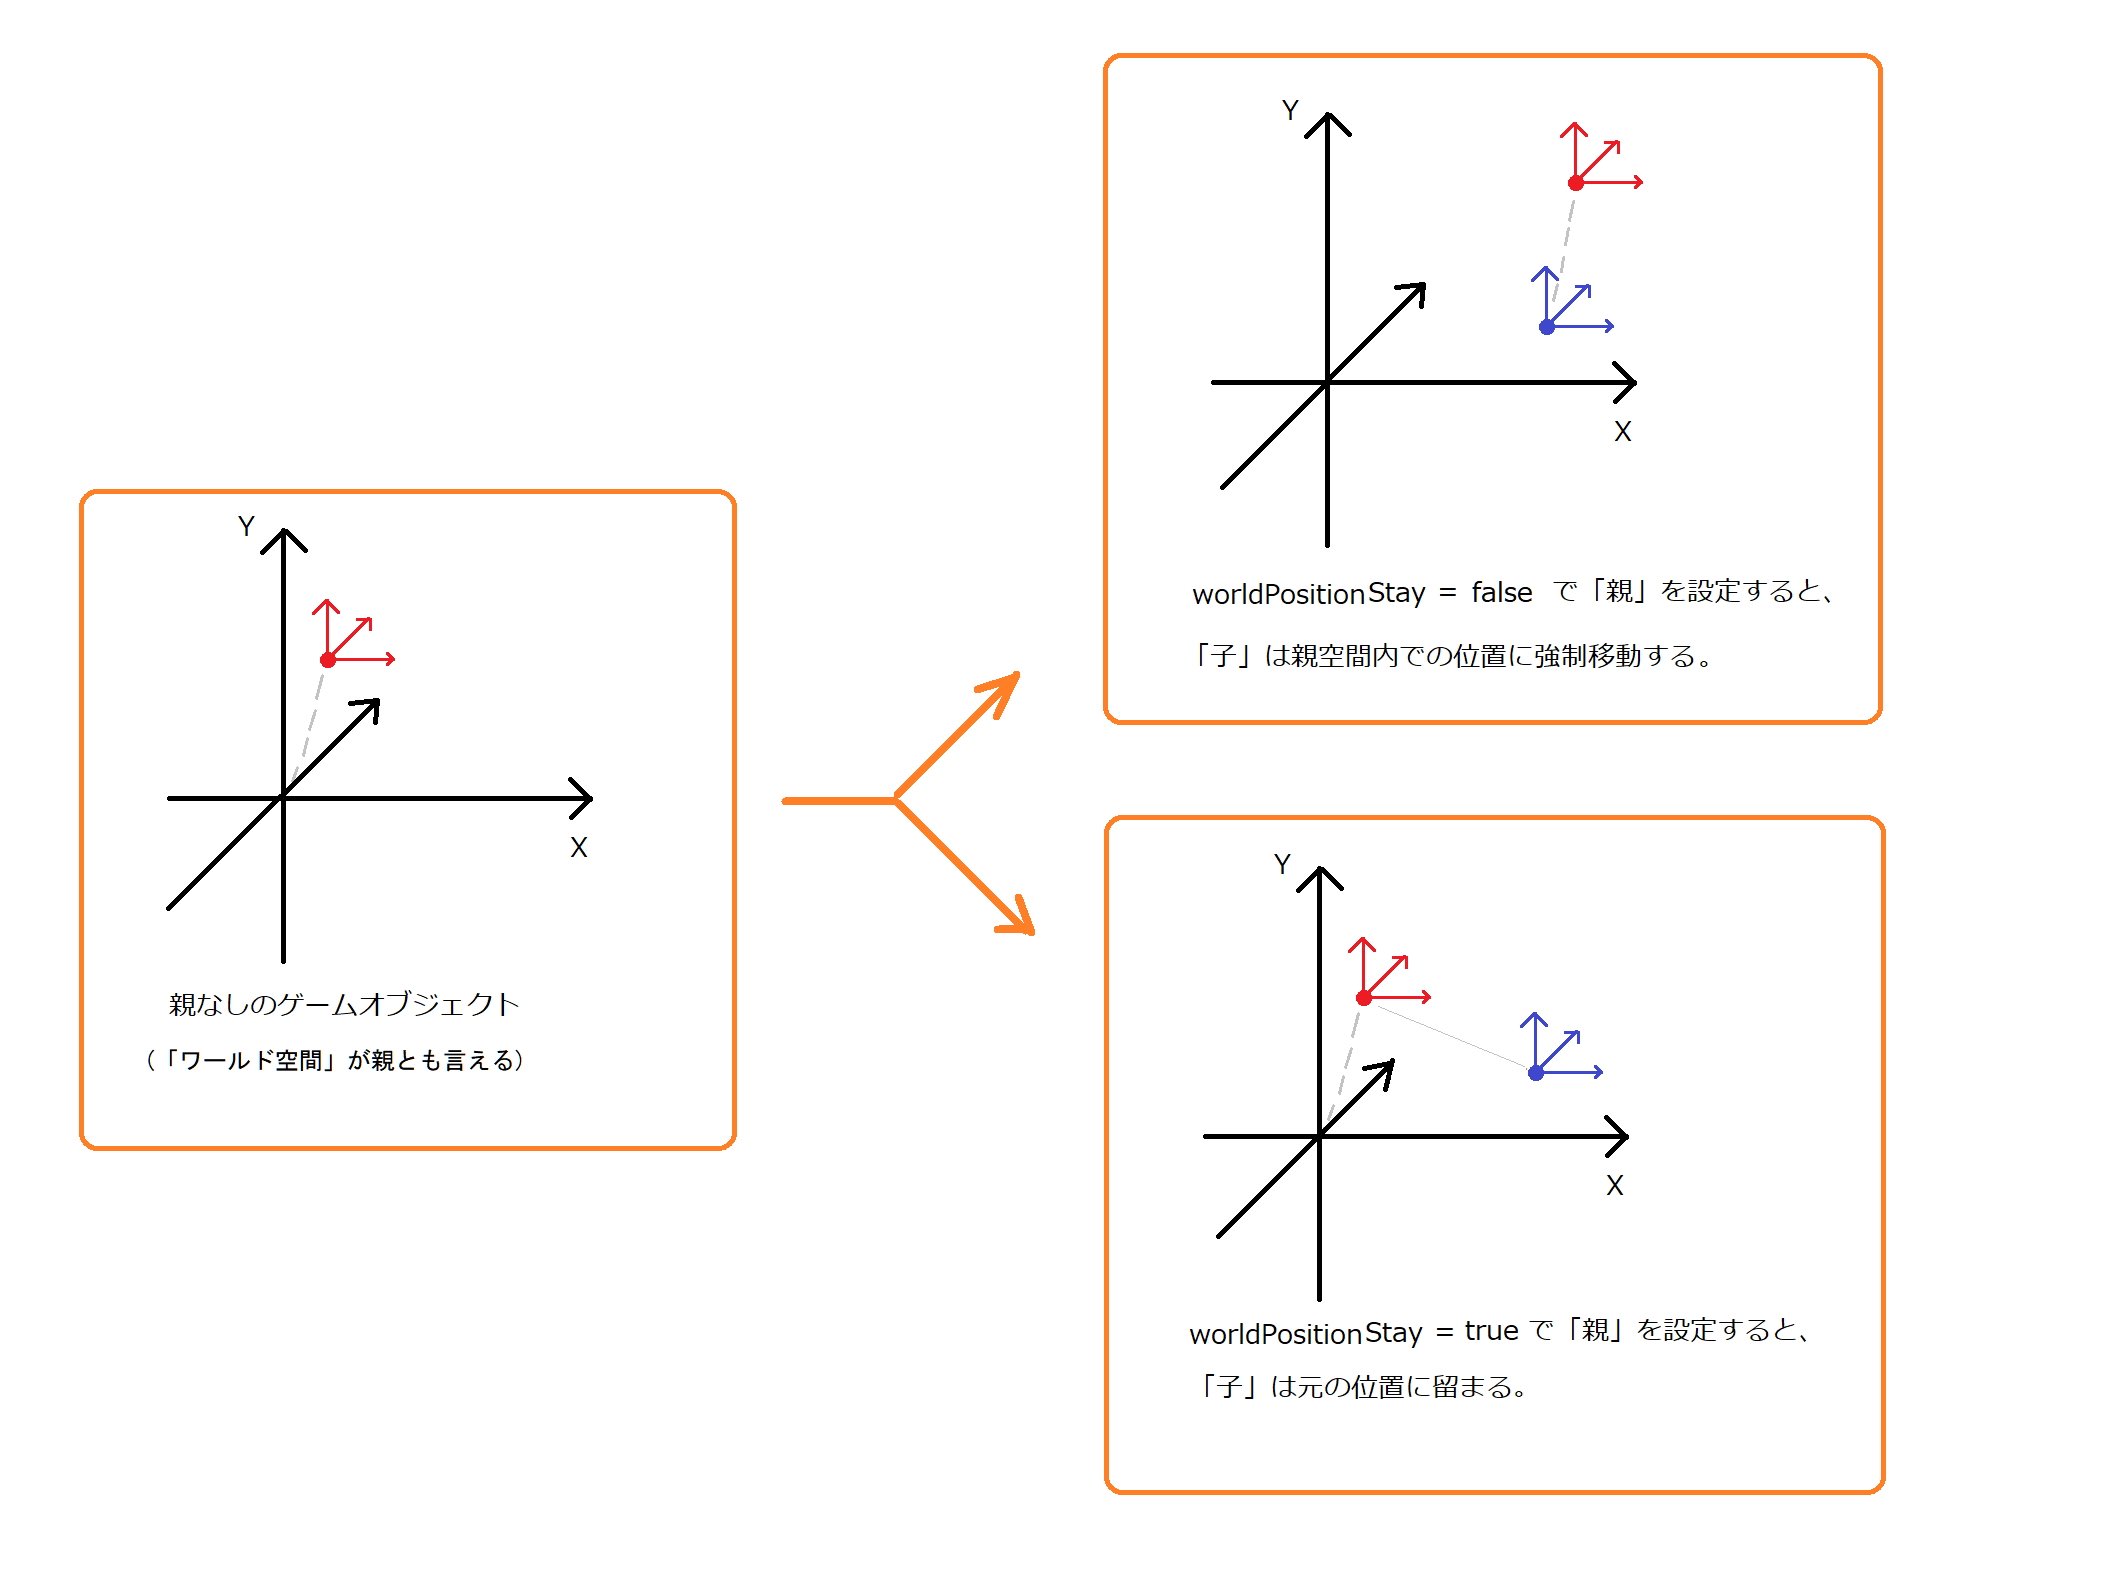 Y
X
親なしのゲームオブジェクト
（「ワールド空間」が親とも言える）
Y
X
worldPositionStay = false で「親」を設定すると、
「子」は親空間内での位置に強制移動する。
Y
X
worldPositionStay = true で「親」を設定すると、
「子」は元の位置に留まる。